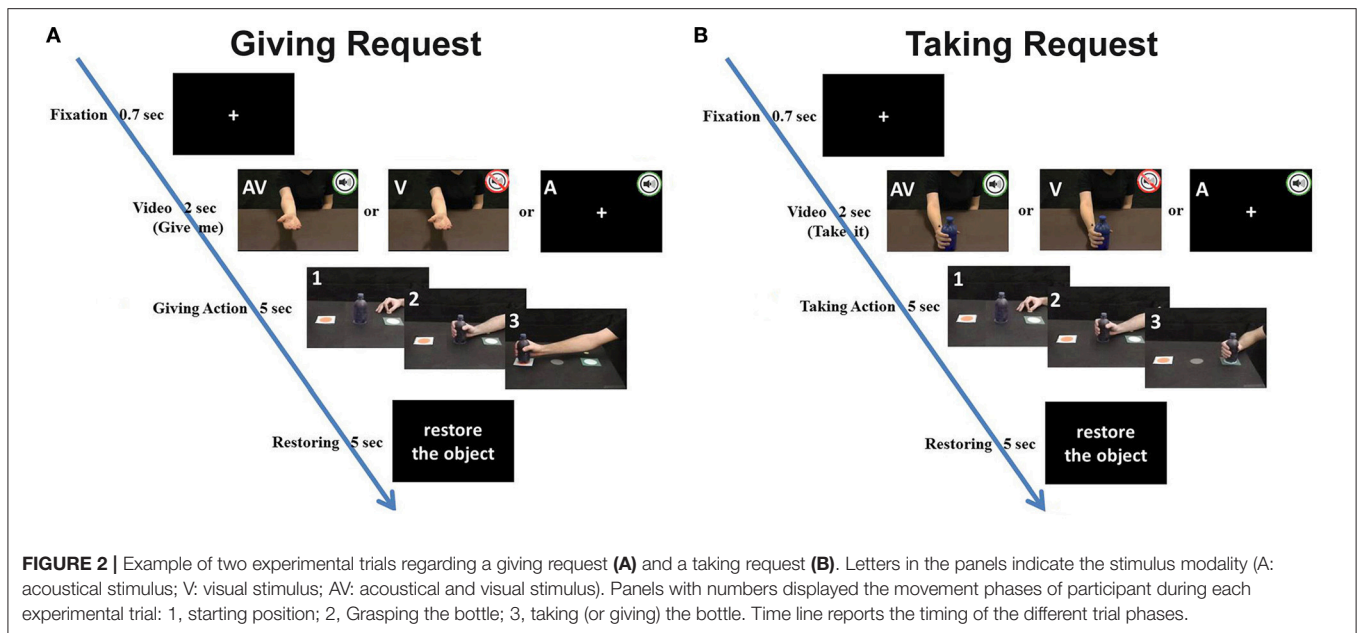 A
Giving Request
Fixation 0.7 sec
+
AV
or
V
or
A
+
Video 2 sec
(Give me)
Giving Action 5 sec
1
2
3
Restoring 5 sec
restore
the object
B
Taking Request
Fixation 0.7 sec
+
AV
or
V
or
A
+
Video 2 sec
(Take it)
Taking Action 5 sec
1
2
3
Restoring 5 sec
restore
the object
FIGURE 2 | Example of two experimental trials regarding a giving request (A) and a taking request (B). Letters in the panels indicate the stimulus modality (A:
acoustical stimulus; V: visual stimulus; AV: acoustical and visual stimulus). Panels with numbers displayed the movement phases of participant during each
experimental trial: 1, starting position; 2, Grasping the bottle; 3, taking (or giving) the bottle. Time line reports the timing of the different trial phases.